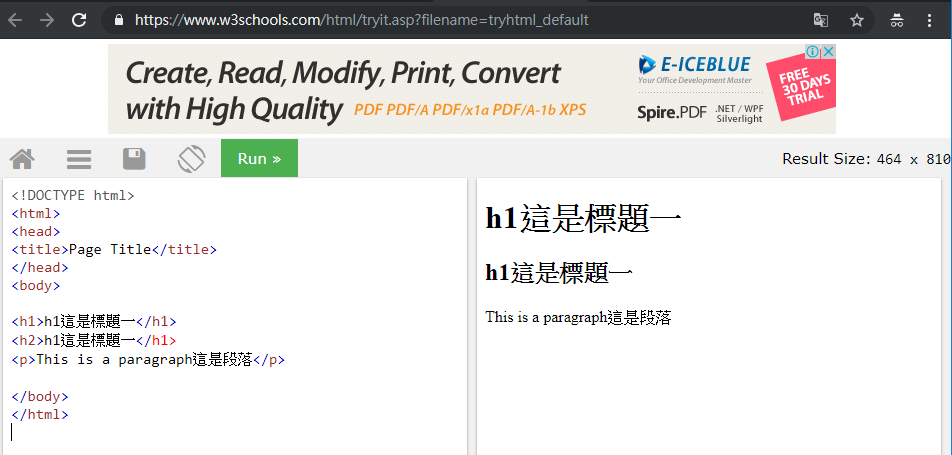 https://www.w3schools.com/html/tryit.asp?filename=tryhtml_default
Create, Read, Modify, Print, Convert
with High Quality PDF PDF/A PDF/x1a PDF/A-1b XPS
E-ICEBLUE
Your Office Development Master
Spire.PDF .NET / WPF
Silverlight
FREE
30 DAYS
TRIAL
Run »
Result Size: 464 x 810
<!DOCTYPE html>
<html>
<head>
<title>Page Title</title>
</head>
<body>
<h1>h1這是標題一</h1>
<h2>h1這是標題一</h1>
<p>This is a paragraph這是段落</p>
</body>
</html>
h1這是標題一
h1這是標題一
This is a paragraph這是段落